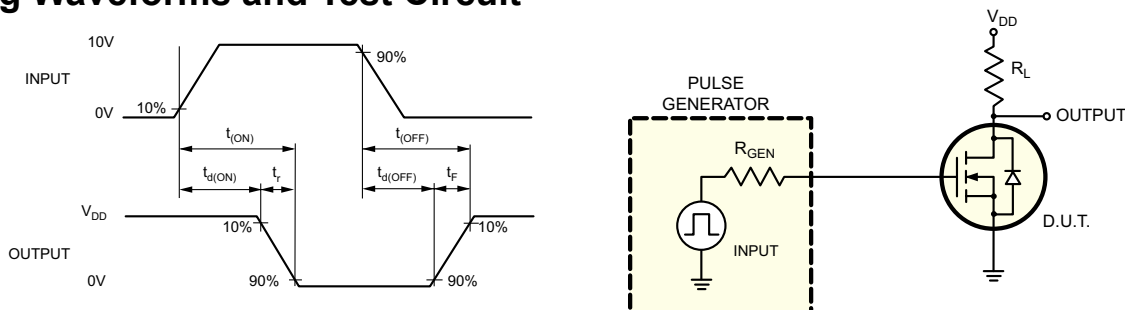 g Waveforms and Test Circuit
10V
INPUT
0V
10%
90%
t(ON)
t(OFF)
td(ON)
tr
td(OFF)
tF
VDD
OUTPUT
0V
10%
90%
10%
90%
PULSE
GENERATOR
RGEN
INPUT
VDD
RL
OUTPUT
D.U.T.